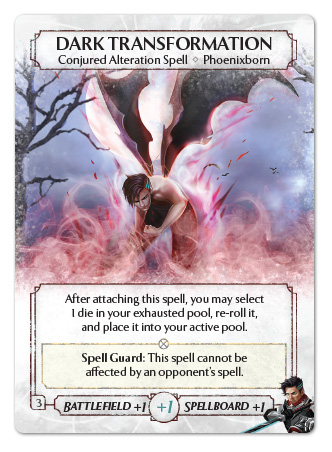 DARK TRANSFORMATION
Conjured Alteration Spell ◇ Phoenixborn
After attaching this spell, you may select
1 die in your exhausted pool, re-roll it,
and place it into your active pool.
Spell Guard: This spell cannot be
affected by an opponent's spell.
3 BATTLEFIELD +1 +1 SPELLBOARD +1